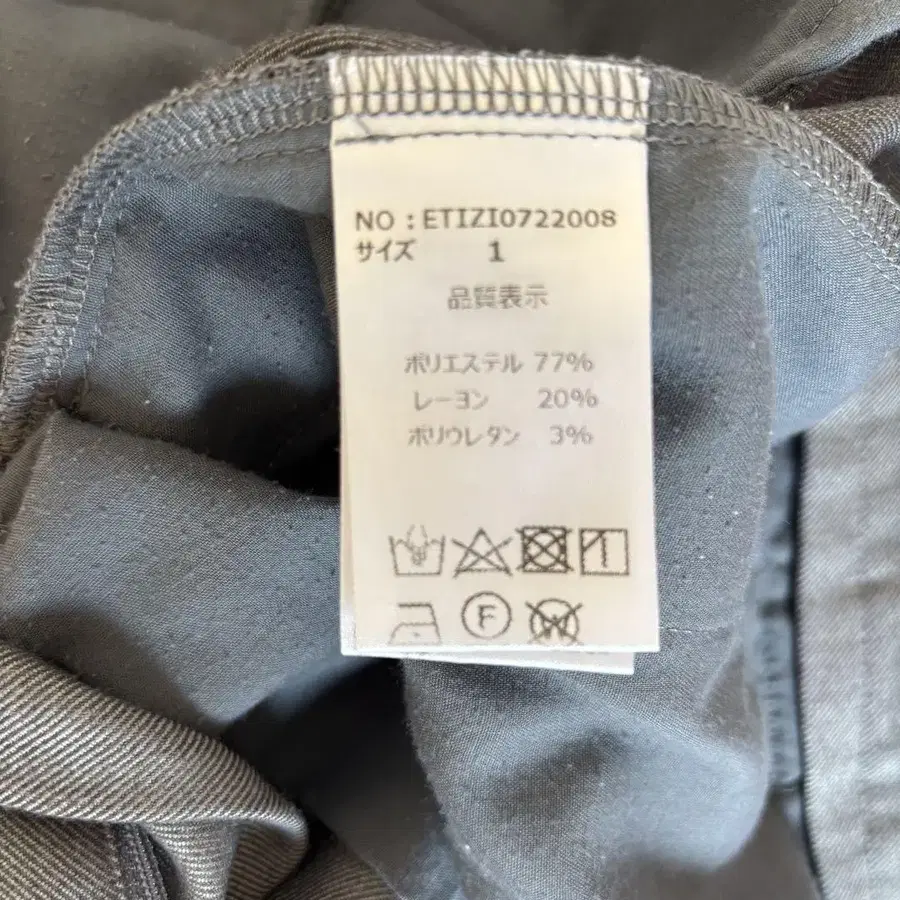 NO : ETIZI0722008
サイズ 1
品質表示
ポリエステル 77%
レーヨン 20%
ポリウレタン 3%
F
W